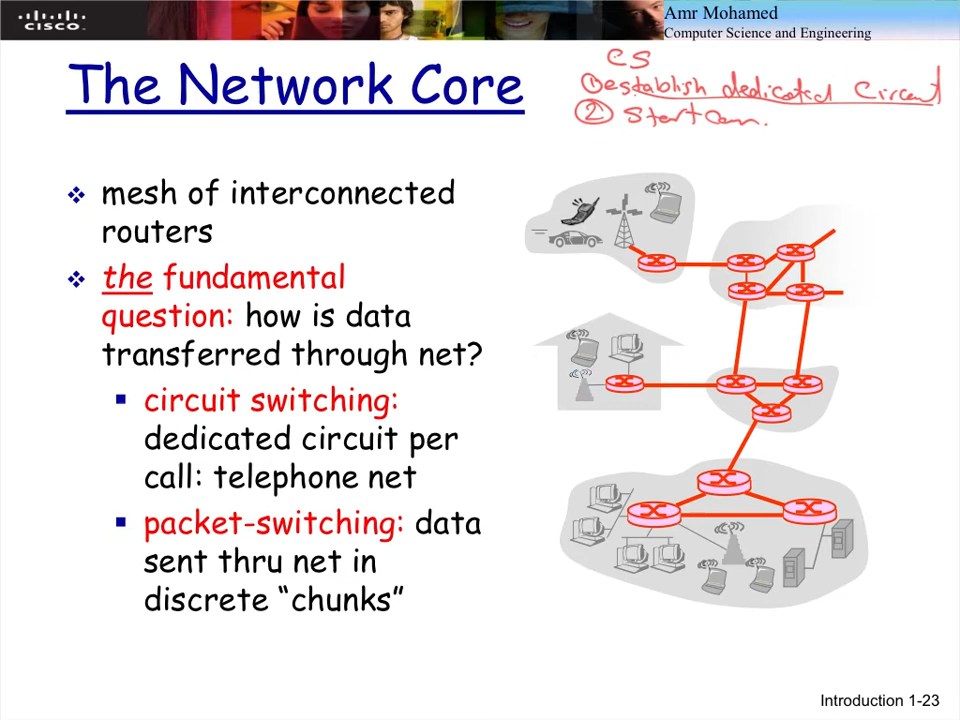 CISCO
Amr Mohamed
Computer Science and Engineering
The Network Core
CS
① establish dedicated Circuit
② Start com.
❖ mesh of interconnected
routers
❖ the fundamental
question: how is data
transferred through net?
▪ circuit switching:
dedicated circuit per
call: telephone net
▪ packet-switching: data
sent thru net in
discrete “chunks”
Introduction 1-23